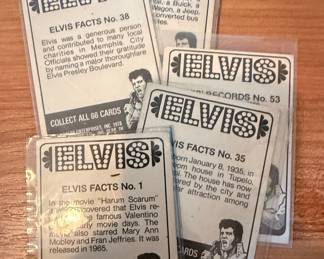 ELVIS
ELVIS FACTS No. 38
Elvis was a generous person
and contributed to many local
charities in Memphis. City
Officials showed their gratitude
by naming a major thoroughfare
Elvis Presley Boulevard.
COLLECT ALL 66 CARDS
a Buick, a
Wagon, a Jeep,
converted bus
ELVIS
RECORDS No. 53
ELVIS
ELVIS FACTS No. 35
born January 8, 1935, in
room house in Tupelo,
The house has now
by the city and
attraction among
CARDS
ELVIS
ELVIS FACTS No. 1
In the movie "Harum Scarum"
covered that Elvis re-
the famous Valentino
early movie days. The
also starred Mary Ann
Mobley and Fran Jeffries. It was
released in 1965.